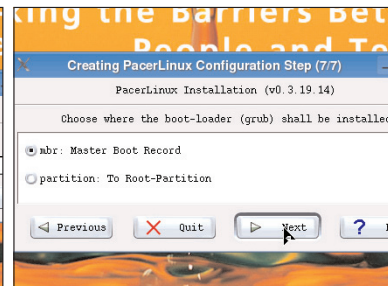 king the Barriers Bet
People and Te
Creating PacerLinux Configuration Step (7/7)
PacerLinux Installation (v0.3.19.14)
Choose where the boot-loader (grub) shall be installed
mbr: Master Boot Record
partition: To Root-Partition
Previous Quit Next ?